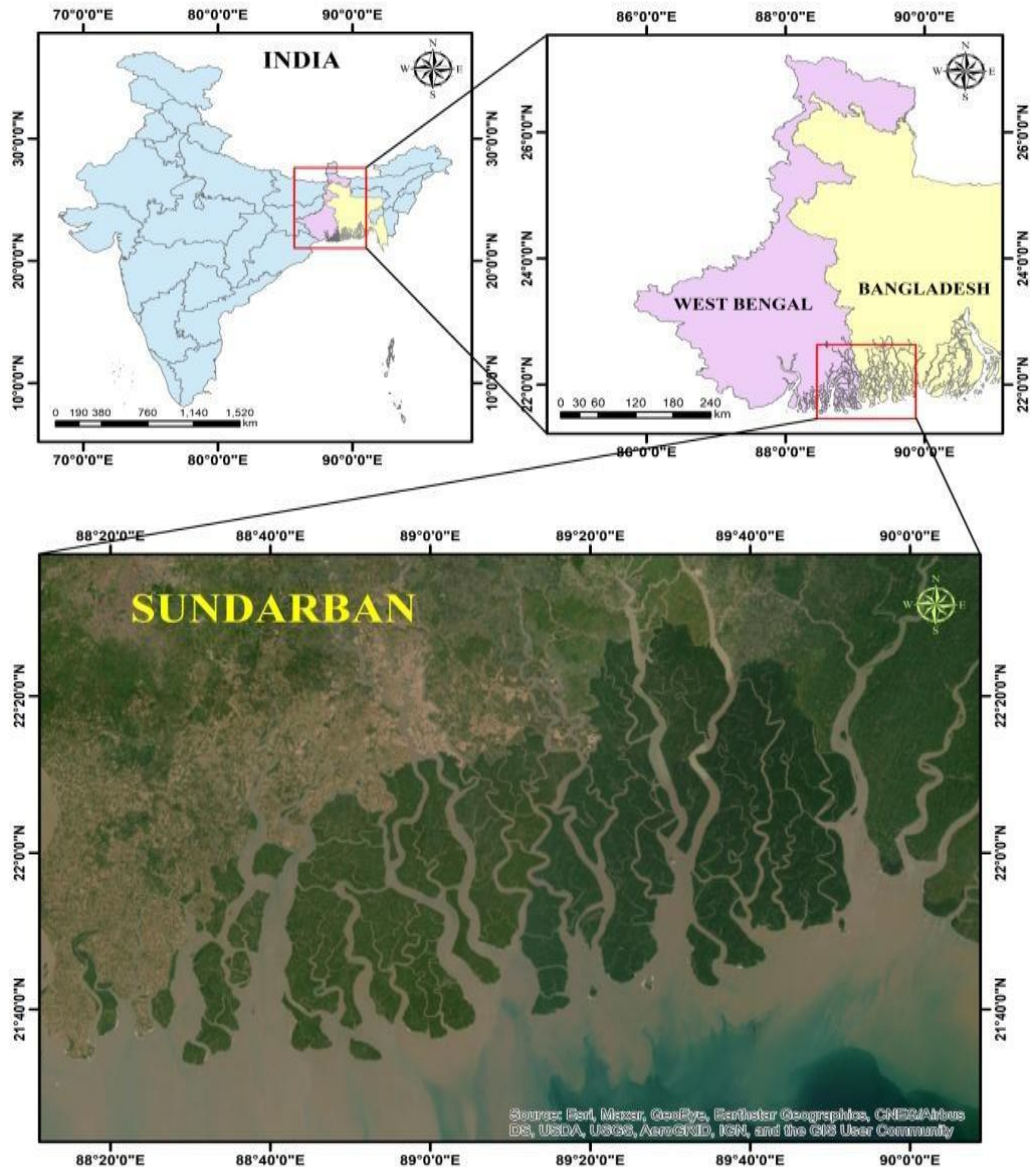 70°0'0"E 80°0'0"E 90°0'0"E
INDIA
N
W E
S
30°0'0"N
20°0'0"N
10°0'0"N
30°0'0"N
20°0'0"N
10°0'0"N
0 190 380 760 1,140 1,520
km
70°0'0"E 80°0'0"E 90°0'0"E
86°0'0"E 88°0'0"E 90°0'0"E
N
W E
S
26°0'0"N
24°0'0"N
22°0'0"N
26°0'0"N
24°0'0"N
22°0'0"N
WEST BENGAL
BANGLADESH
0 30 60 120 180 240
km
86°0'0"E 88°0'0"E 90°0'0"E
88°20'0"E 88°40'0"E 89°0'0"E 89°20'0"E 89°40'0"E 90°0'0"E
SUNDARBAN
N
W E
S
22°20'0"N
22°0'0"N
21°40'0"N
22°20'0"N
22°0'0"N
21°40'0"N
Source: Esri, Maxar, GeoEye, Earthstar Geographics, CNES/Airbus
DS, USDA, USGS, AeroGRID, IGN, and the GIS User Community
88°20'0"E 88°40'0"E 89°0'0"E 89°20'0"E 89°40'0"E 90°0'0"E